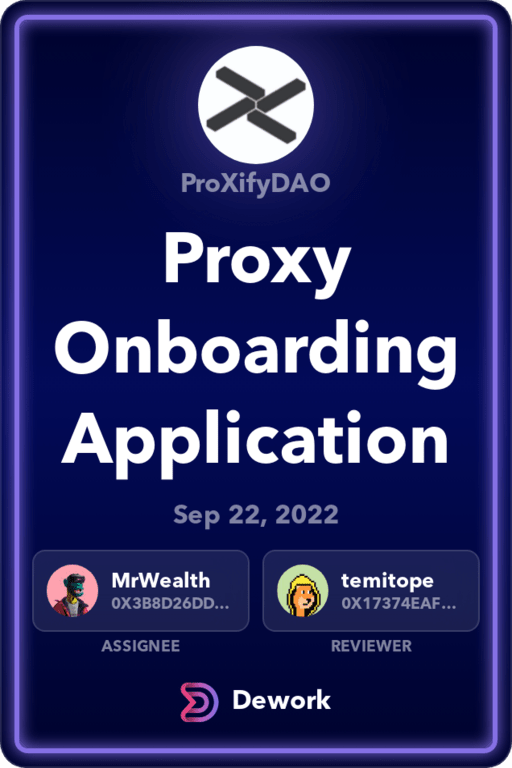 ProXifyDAO
Proxy
Onboarding
Application
Sep 22, 2022
MrWealth
0X3B8D26DD...
ASSIGNEE
temitope
0X17374EAF...
REVIEWER
Dework